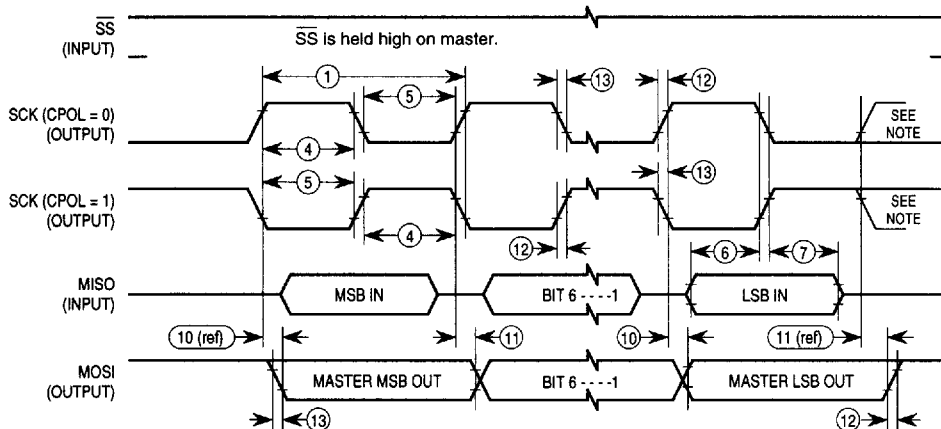 SS
(INPUT)
SS is held high on master.
1
5
13
12
SCK (CPOL = 0)
(OUTPUT)
SEE
NOTE
4
5
13
SCK (CPOL = 1)
(OUTPUT)
SEE
NOTE
4
12
6
7
MISO
(INPUT)
MSB IN
BIT 6 - - - - -1
LSB IN
10 (ref)
11
10
11 (ref)
MOSI
(OUTPUT)
MASTER MSB OUT
BIT 6 - - - - -1
MASTER LSB OUT
13
12